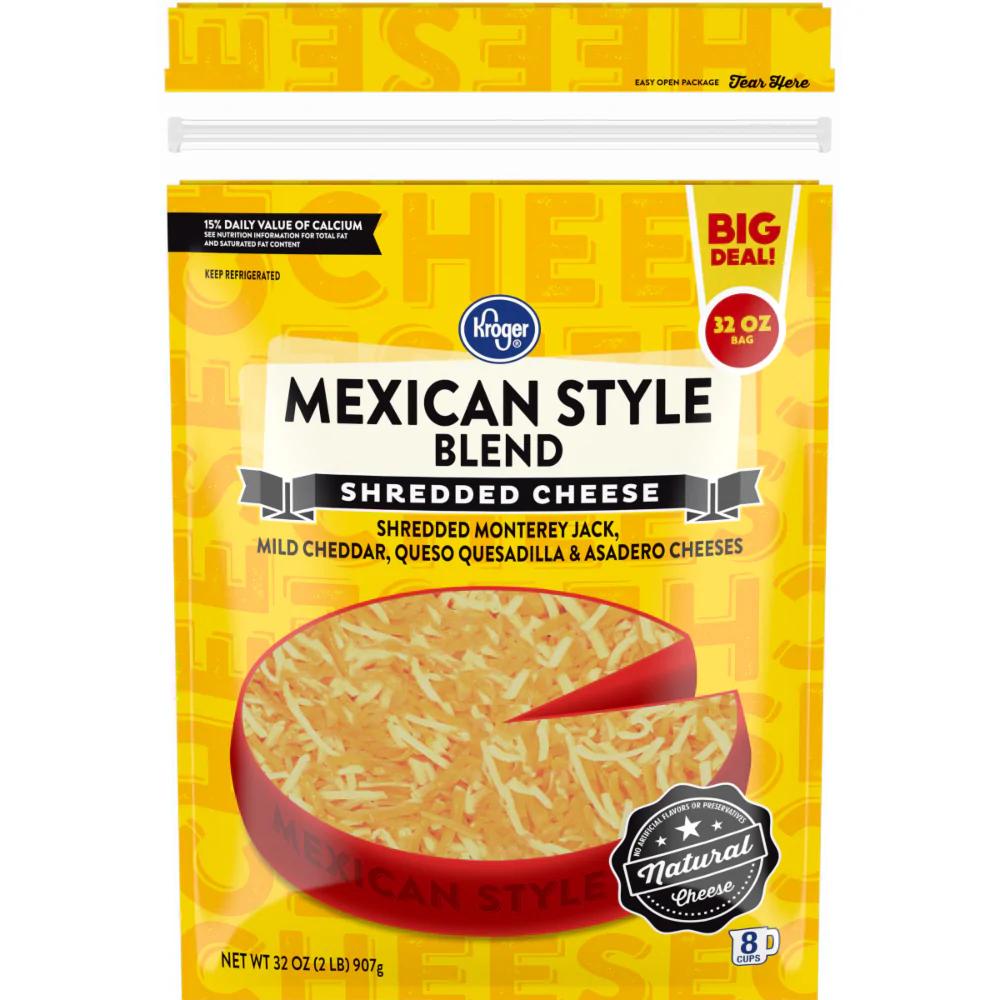 CHEESE
EASY OPEN PACKAGE Tear Here
CHEESE
15% DAILY VALUE OF CALCIUM
SEE NUTRITION INFORMATION FOR TOTAL FAT
AND SATURATED FAT CONTENT
KEEP REFRIGERATED
BIG
DEAL!
32 OZ
BAG
Kroger®
MEXICAN STYLE
BLEND
SHREDDED CHEESE
SHREDDED MONTEREY JACK,
MILD CHEDDAR, QUESO QUESADILLA & ASADERO CHEESES
MEXICAN STYLE
NO ARTIFICIAL FLAVORS OR PRESERVATIVES
Natural
Cheese
8
CUPS
NET WT 32 OZ (2 LB) 907g
CHEESE